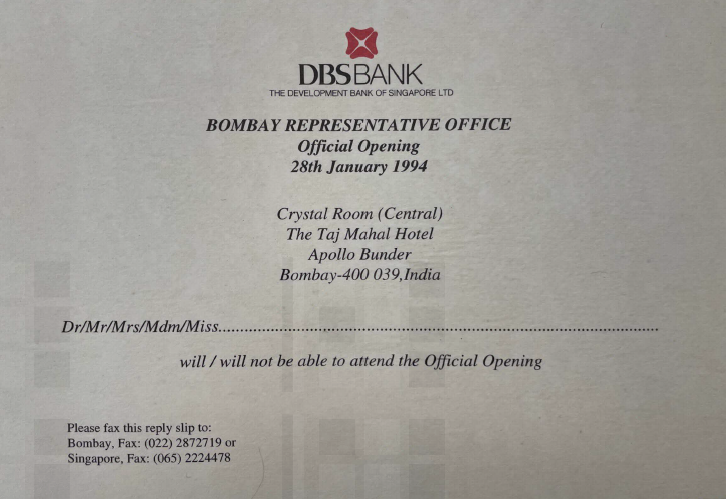 DBSBANK
THE DEVELOPMENT BANK OF SINGAPORE LTD
BOMBAY REPRESENTATIVE OFFICE
Official Opening
28th January 1994
Crystal Room (Central)
The Taj Mahal Hotel
Apollo Bunder
Bombay-400 039,India
Dr/Mr/Mrs/Mdm/Miss....................................................................................................
will / will not be able to attend the Official Opening
Please fax this reply slip to:
Bombay, Fax: (022) 2872719 or
Singapore, Fax: (065) 2224478